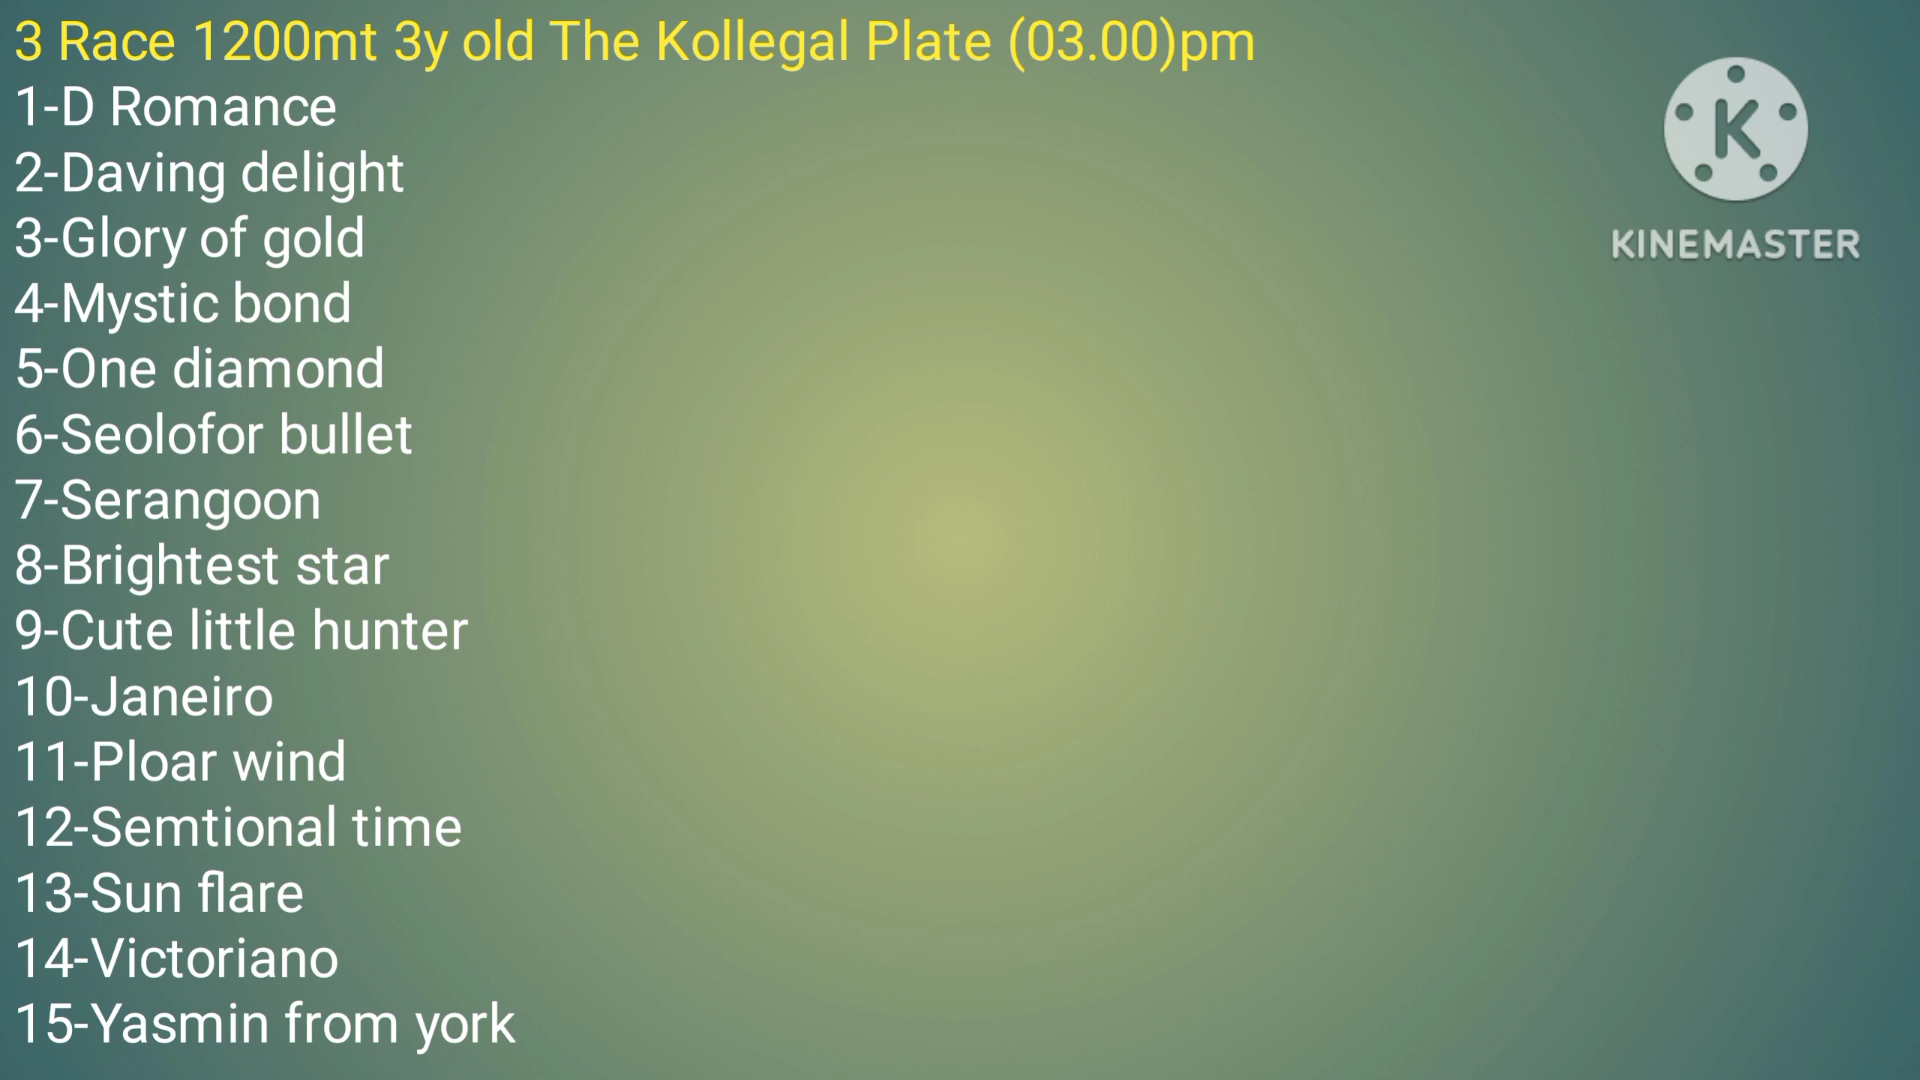 3 Race 1200mt 3y old The Kollegal Plate (03.00)pm
1-D Romance
2-Daving delight
3-Glory of gold
4-Mystic bond
5-One diamond
6-Seolofor bullet
7-Serangoon
8-Brightest star
9-Cute little hunter
10-Janeiro
11-Ploar wind
12-Semtional time
13-Sun flare
14-Victoriano
15-Yasmin from york
K
KINEMASTER